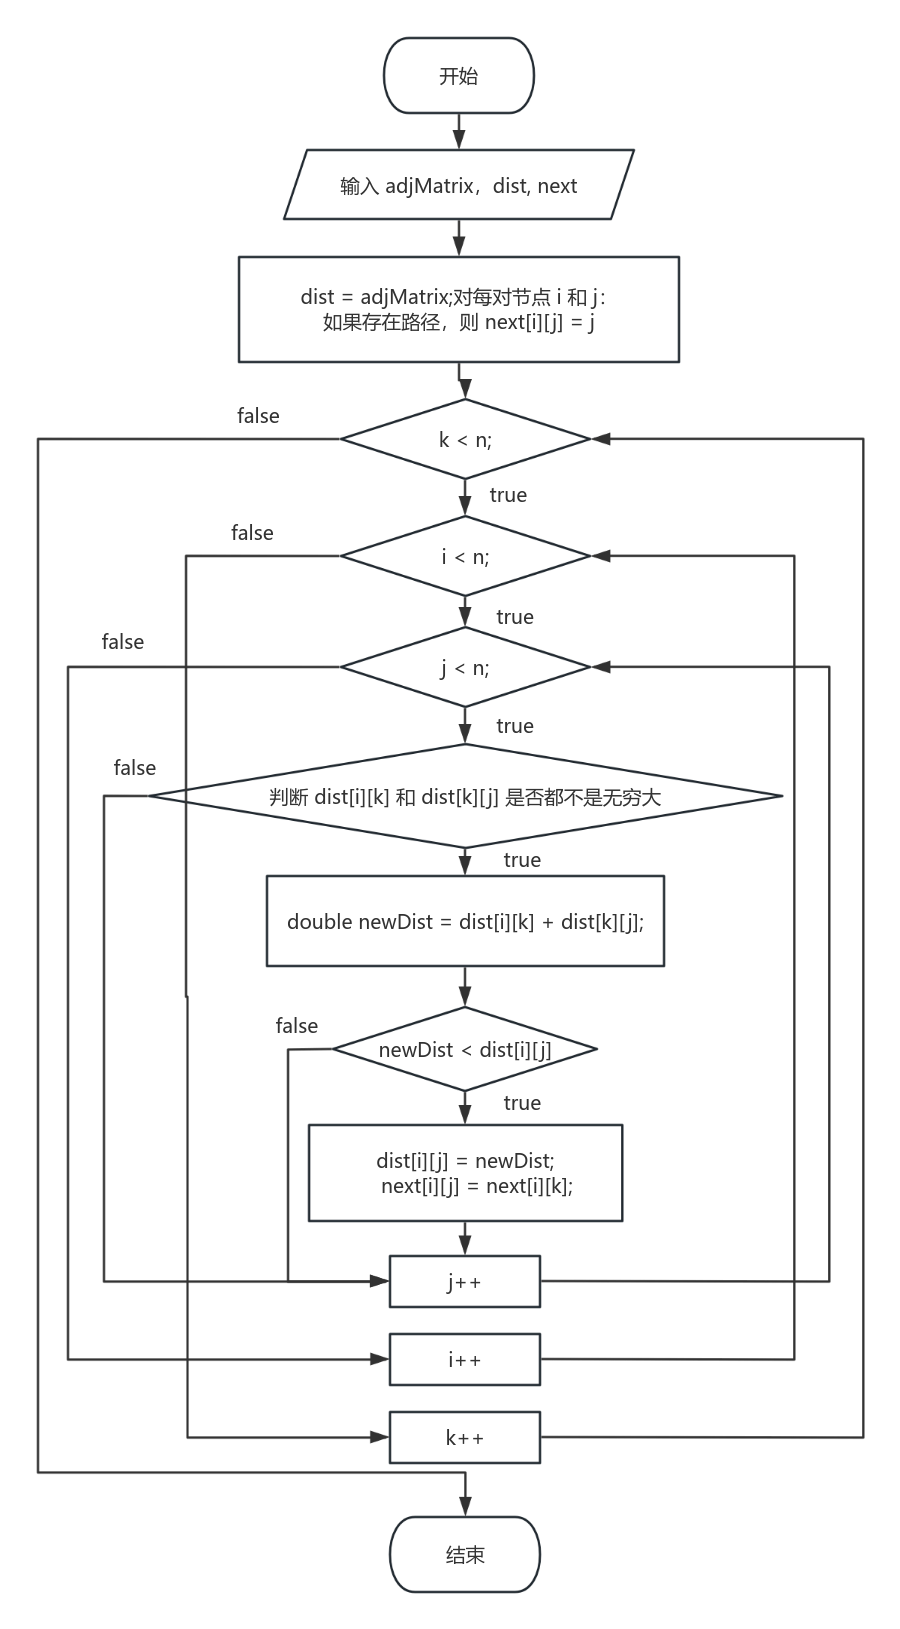 开始
输入 adjMatrix，dist, next
dist = adjMatrix;对每对节点 i 和 j：
如果存在路径，则 next[i][j] = j
false
k < n;
true
false
i < n;
true
false
j < n;
true
false
判断 dist[i][k] 和 dist[k][j] 是否都不是无穷大
true
double newDist = dist[i][k] + dist[k][j];
false
newDist < dist[i][j]
true
dist[i][j] = newDist;
next[i][j] = next[i][k];
j++
i++
k++
结束